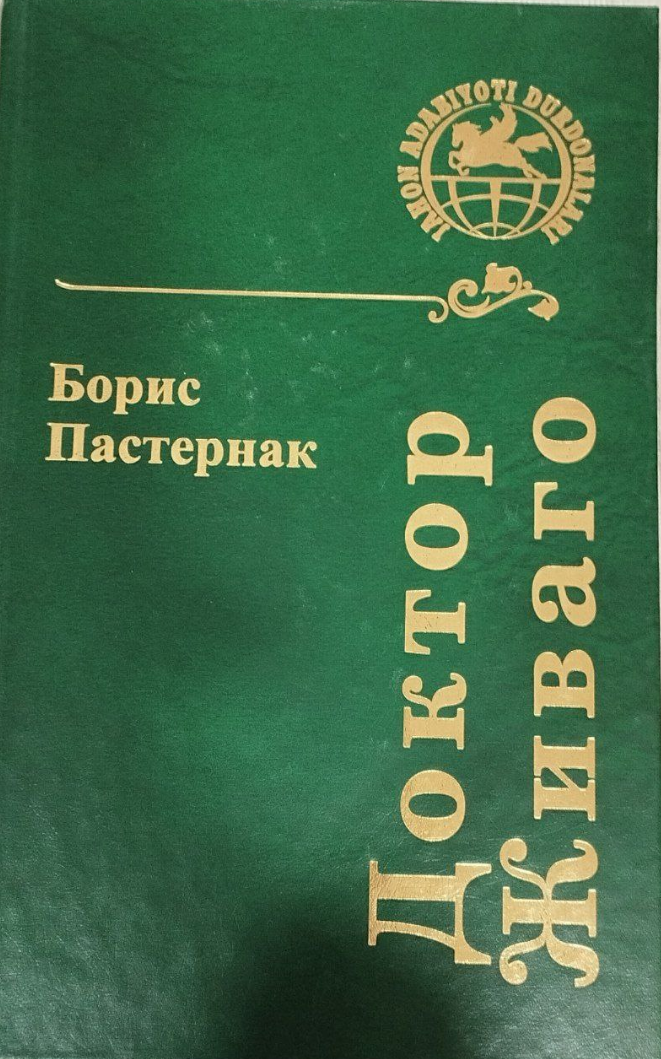 JAHON ADABIYOTI DURDONALARI
Борис
Пастернак
Доктор
Живаго